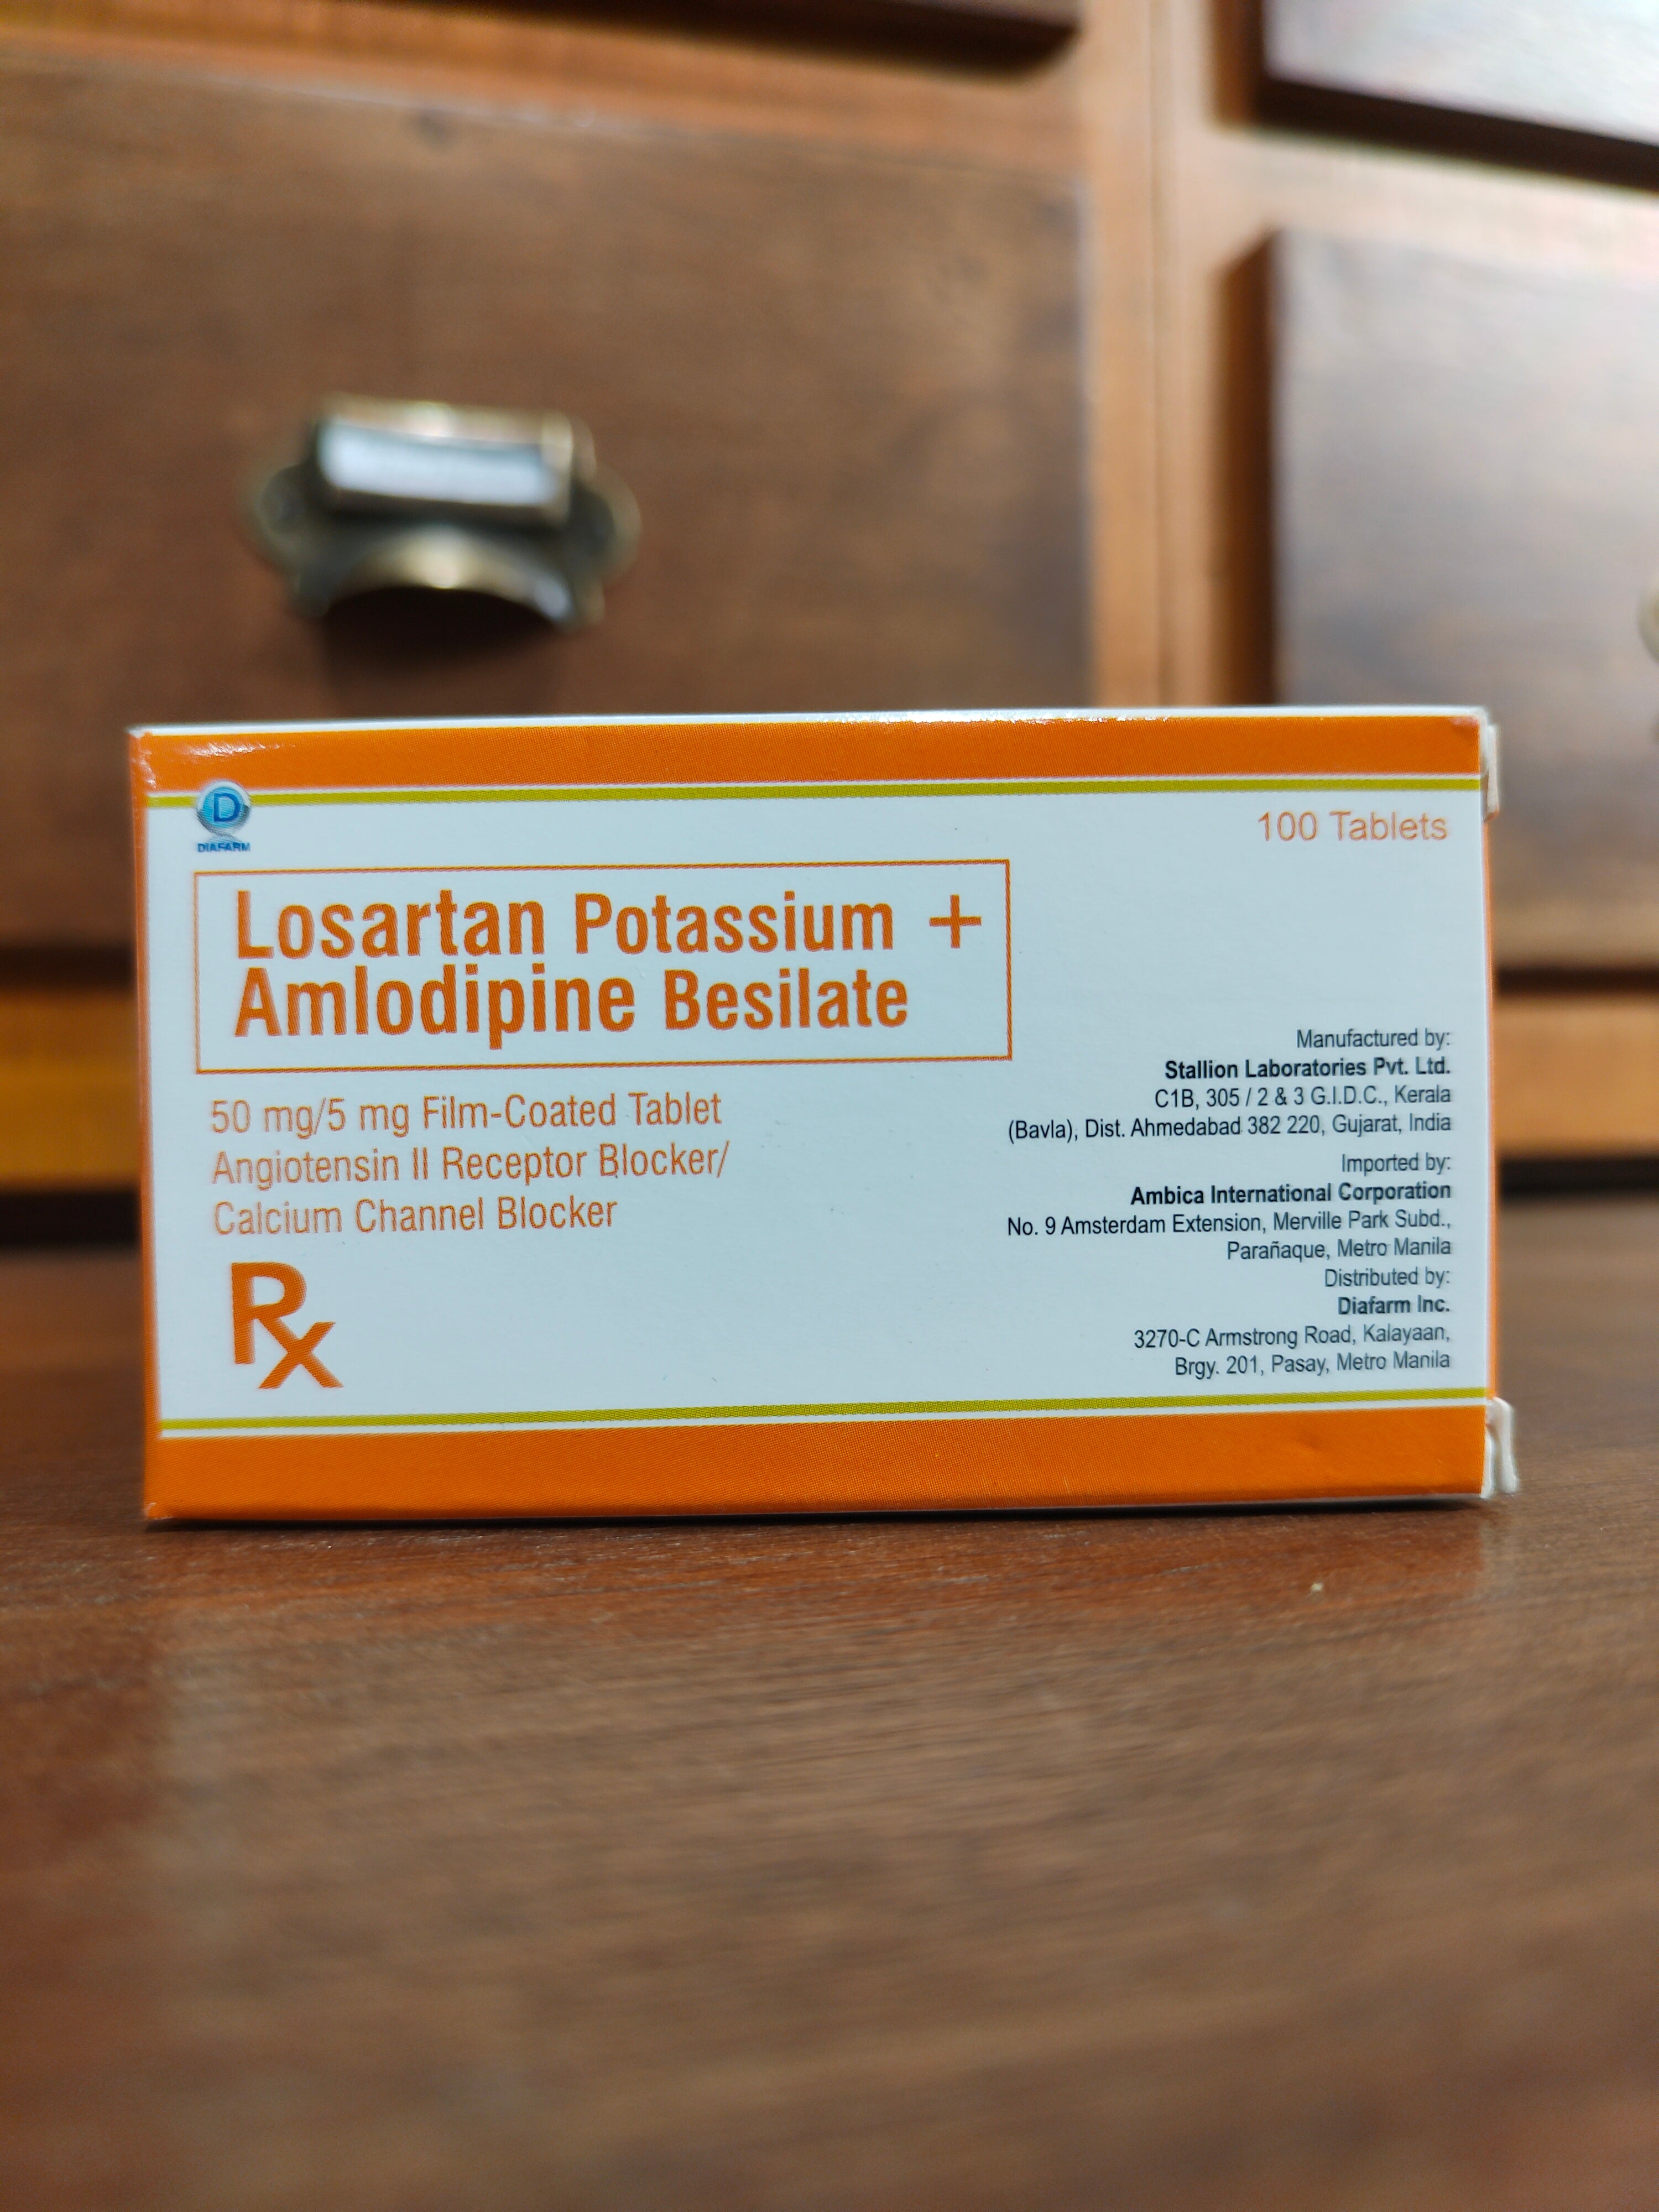 D
DIAFARM
100 Tablets
Losartan Potassium +
Amlodipine Besilate
50 mg/5 mg Film-Coated Tablet
Angiotensin II Receptor Blocker/
Calcium Channel Blocker
Rx
Manufactured by:
Stallion Laboratories Pvt. Ltd.
C1B, 305 / 2 & 3 G.I.D.C., Kerala
(Bavla), Dist. Ahmedabad 382 220, Gujarat, India
Imported by:
Ambica International Corporation
No. 9 Amsterdam Extension, Merville Park Subd.,
Parañaque, Metro Manila
Distributed by:
Diafarm Inc.
3270-C Armstrong Road, Kalayaan,
Brgy. 201, Pasay, Metro Manila